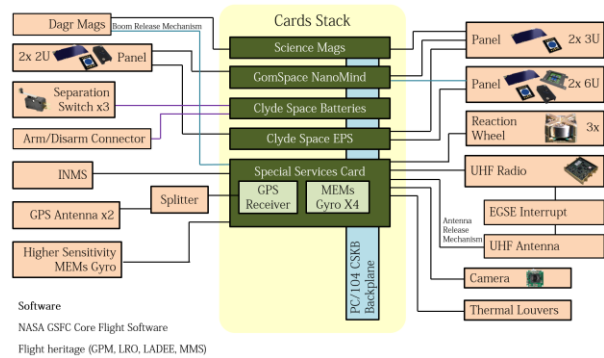 Cards Stack
Dagr Mags
Boom Release Mechanism
2x 2U
Panel
Separation
Switch x3
Arm/Disarm Connector
INMS
GPS Antenna x2
Splitter
Higher Sensitivity
MEMs Gyro
Science Mags
GomSpace NanoMind
Clyde Space Batteries
Clyde Space EPS
Special Services Card
GPS
Receiver
MEMs
Gyro X4
PC/104 CSKB
Backplane
Panel
2x 3U
Panel
2x 6U
Reaction
Wheel
3x
UHF Radio
EGSE Interrupt
Antenna
Release
Mechanism
UHF Antenna
Camera
Thermal Louvers
Software
NASA GSFC Core Flight Software
Flight heritage (GPM, LRO, LADEE, MMS)